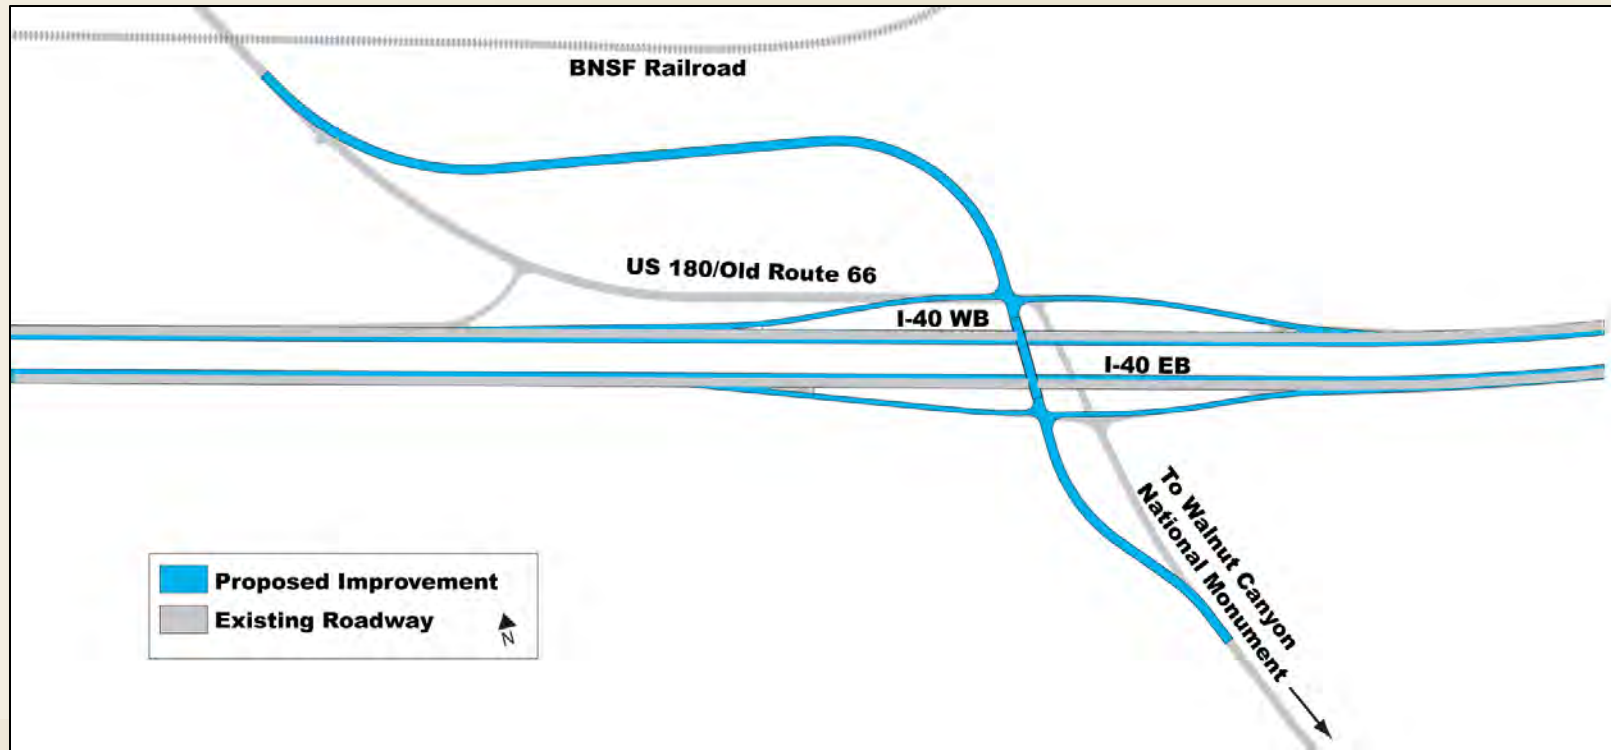 BNSF Railroad
US 180/Old Route 66
I-40 WB
I-40 EB
To Walnut Canyon
National Monument
Proposed Improvement
Existing Roadway
N